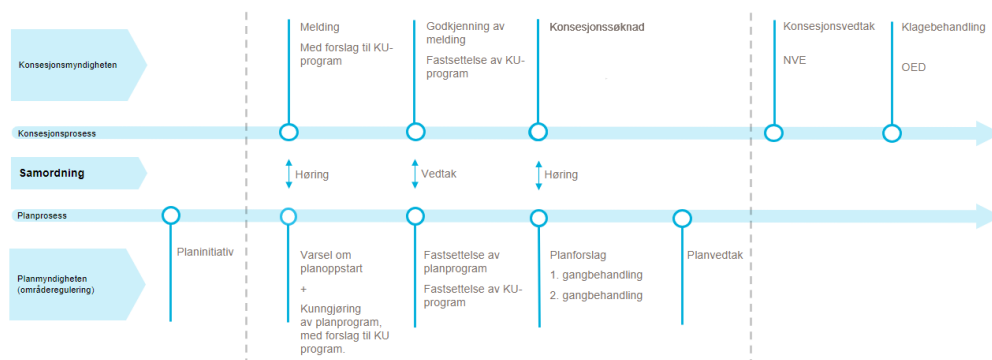 Konsesjonsmyndigheten
Melding
Med forslag til KU-
program
Godkjenning av
melding
Fastsettelse av KU-
program
Konsesjonssøknad
Konsesjonsvedtak
NVE
Klagebehandling
OED
Konsesjonsprosess
Samordning
Høring
Vedtak
Høring
Planprosess
Planmyndigheten
(områderegulering)
Planinitiativ
Varsel om
planoppstart
+
Kunngjøring
av planprogram,
med forslag til KU
program.
Fastsettelse av
planprogram
Fastsettelse av KU-
program
Planforslag
1. gangbehandling
2. gangbehandling
Planvedtak